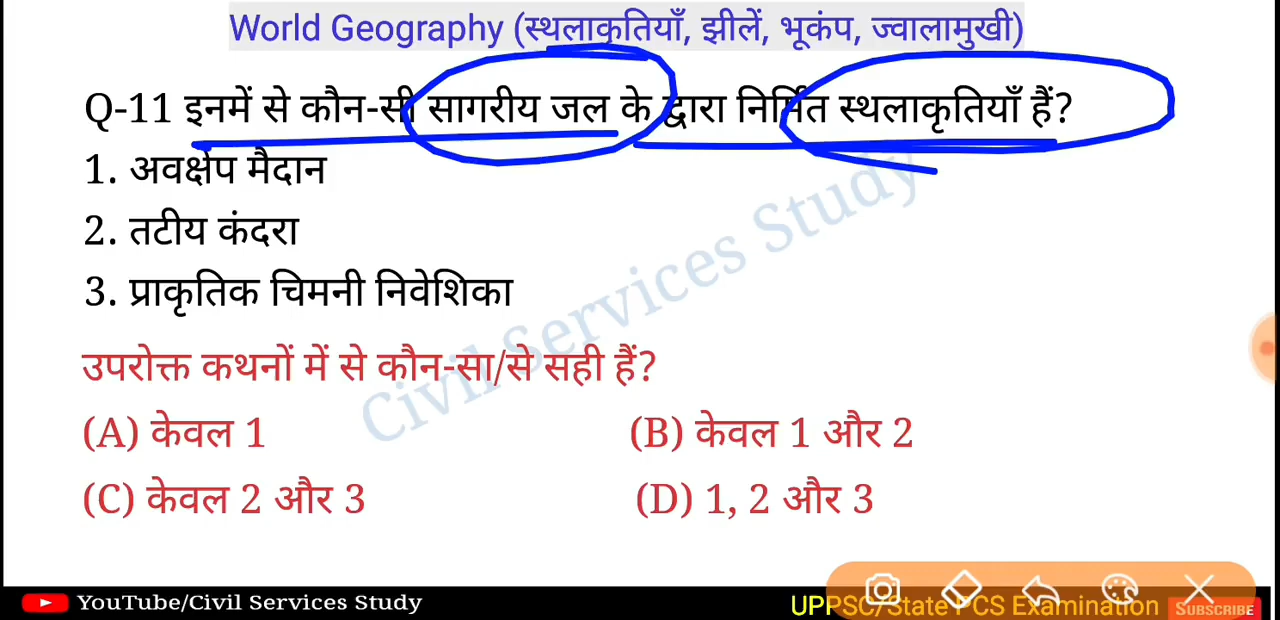 World Geography (स्थलाकृतियाँ, झीलें, भूकंप, ज्वालामुखी)
Q-11 इनमें से कौन-सी सागरीय जल के द्वारा निर्मित स्थलाकृतियाँ हैं?
1. अवक्षेप मैदान
2. तटीय कंदरा
3. प्राकृतिक चिमनी निवेशिका
उपरोक्त कथनों में से कौन-सा/से सही हैं?
(A) केवल 1 (B) केवल 1 और 2
(C) केवल 2 और 3 (D) 1, 2 और 3
Civil Services Study
YouTube/Civil Services Study UPPSC/State PCS Examination SUBSCRIBE